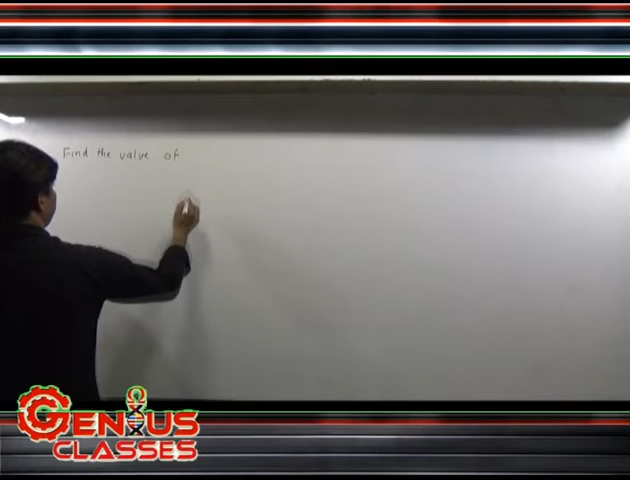 Find the value of
GENIUS
CLASSES